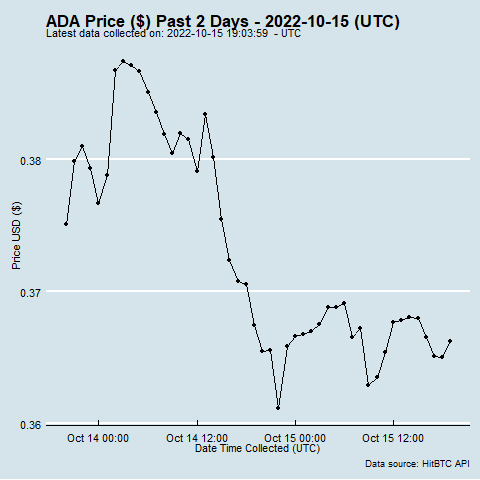 ADA Price ($) Past 2 Days - 2022-10-15 (UTC)
Latest data collected on: 2022-10-15 19:03:59 - UTC
Price USD ($)
0.38
0.37
0.36
Oct 14 00:00
Oct 14 12:00
Oct 15 00:00
Oct 15 12:00
Date Time Collected (UTC)
Data source: HitBTC API